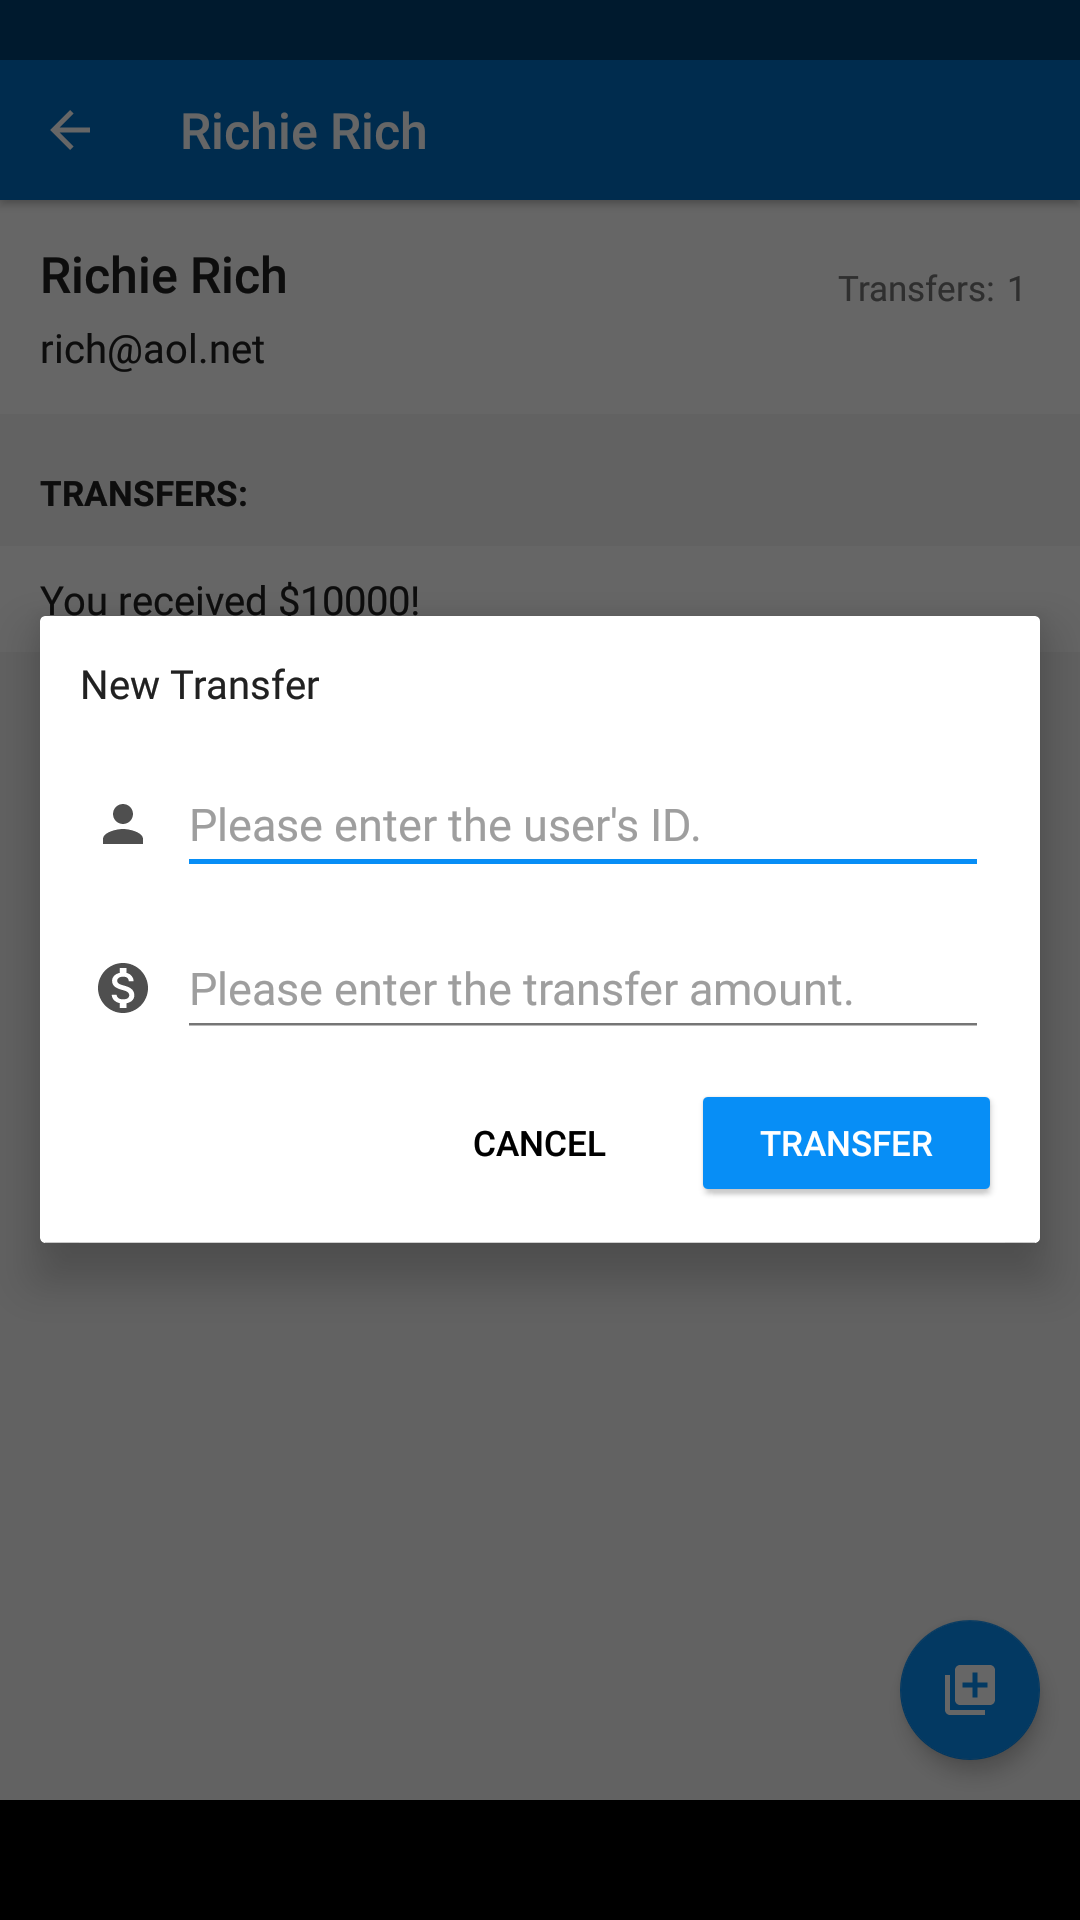 Richie Rich
Richie Rich
Transfers: 1
rich@aol.net
TRANSFERS:
You received $10000!
New Transfer
Please enter the user's ID.
Please enter the transfer amount.
CANCEL
TRANSFER